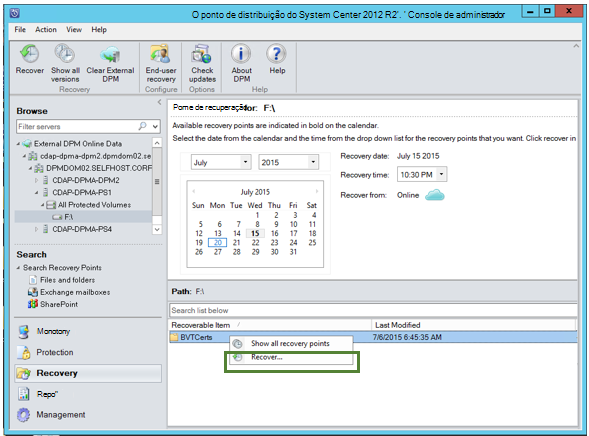 O ponto de distribuição do System Center 2012 R2'. ' Console de administrador
File Action View Help
Recover Show all versions Clear External DPM End-user recovery Check updates About DPM Help
Recovery Configure Options Help
Browse
Filter servers
External DPM Online Data
cdap-dpma-dpm2.dpmdom02.se
DPMDOM02.SELFHOST.CORF
CDAP-DPMA-DPM2
CDAP-DPMA-PS1
All Protected Volumes
F:\
CDAP-DPMA-PS4
Search
Search Recovery Points
Files and folders
Exchange mailboxes
SharePoint
Monotony
Protection
Recovery
Repo"
Management
Pome de recuperação for: F:\
Available recovery points are indicated in bold on the calendar.
Select the date from the calendar and the time from the drop down list for the recovery points that you want. Click recover in
July 2015
July 2015
Sun Mon Tue Wed Thu Fri Sat
1 2 3 4
5 6 7 8 9 10 11
12 13 14 15 16 17 18
19 20 21 22 23 24 25
26 27 28 29 30 31
Recovery date: July 15 2015
Recovery time: 10:30 PM
Recover from: Online
Path: F:\
Search list below
Recoverable Item Last Modified
BVTCerts 7/6/2015 6:45:35 AM
Show all recovery points
Recover...